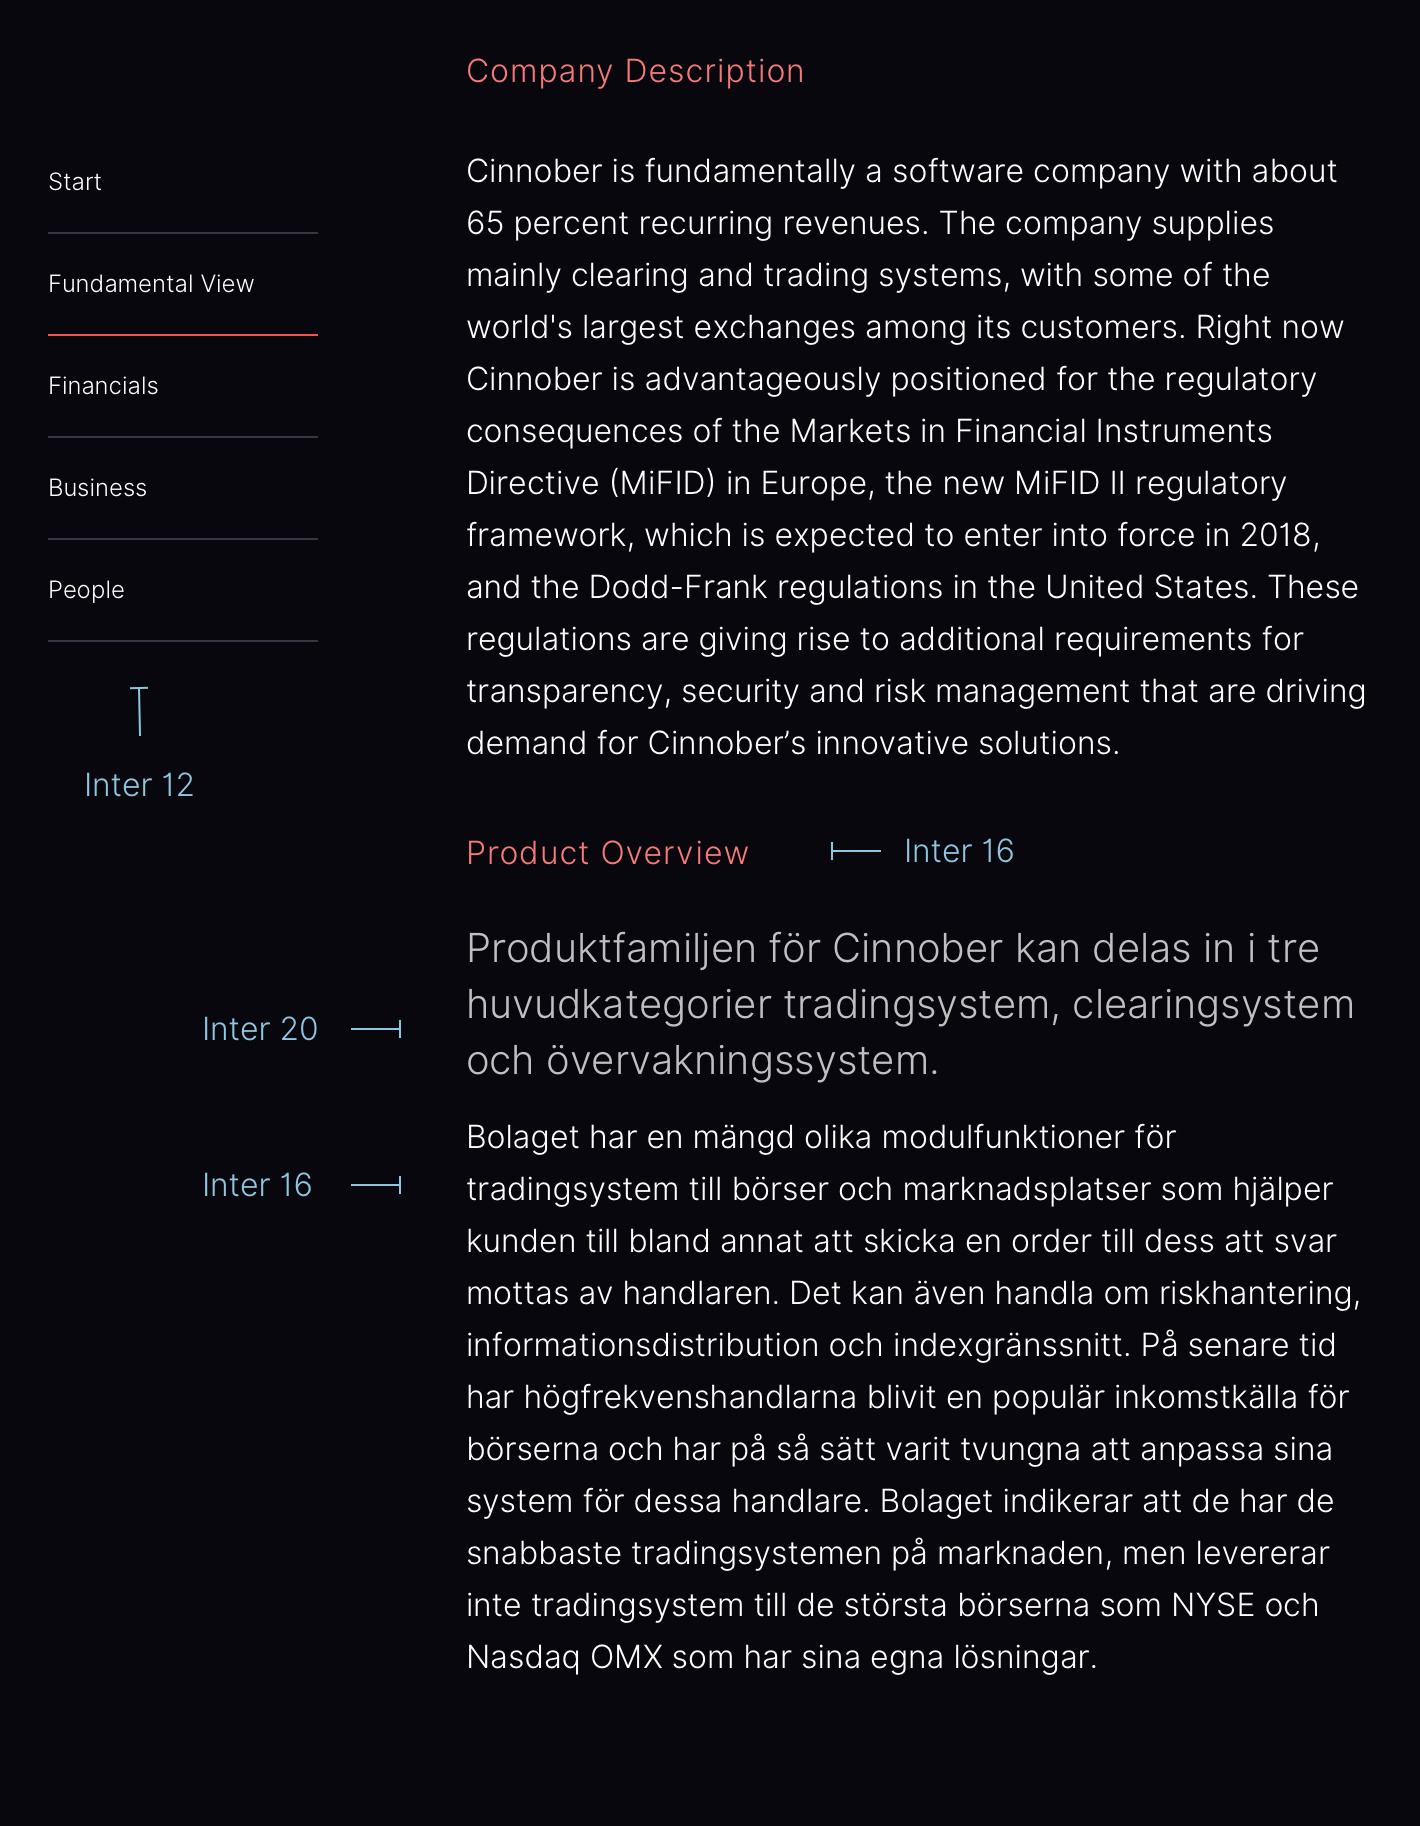 Company Description
Start
Fundamental View
Financials
Business
People
Inter 12
Cinnober is fundamentally a software company with about
65 percent recurring revenues. The company supplies
mainly clearing and trading systems, with some of the
world's largest exchanges among its customers. Right now
Cinnober is advantageously positioned for the regulatory
consequences of the Markets in Financial Instruments
Directive (MiFID) in Europe, the new MiFID II regulatory
framework, which is expected to enter into force in 2018,
and the Dodd-Frank regulations in the United States. These
regulations are giving rise to additional requirements for
transparency, security and risk management that are driving
demand for Cinnober’s innovative solutions.
Product Overview
Inter 16
Produktfamiljen för Cinnober kan delas in i tre
huvudkategorier tradingsystem, clearingsystem
och övervakningssystem.
Inter 20
Bolaget har en mängd olika modulfunktioner för
tradingsystem till börser och marknadsplatser som hjälper
kunden till bland annat att skicka en order till dess att svar
mottas av handlaren. Det kan även handla om riskhantering,
informationsdistribution och indexgränssnitt. På senare tid
har högfrekvenshandlarna blivit en populär inkomstkälla för
börserna och har på så sätt varit tvungna att anpassa sina
system för dessa handlare. Bolaget indikerar att de har de
snabbaste tradingsystemen på marknaden, men levererar
inte tradingsystem till de största börserna som NYSE och
Nasdaq OMX som har sina egna lösningar.
Inter 16